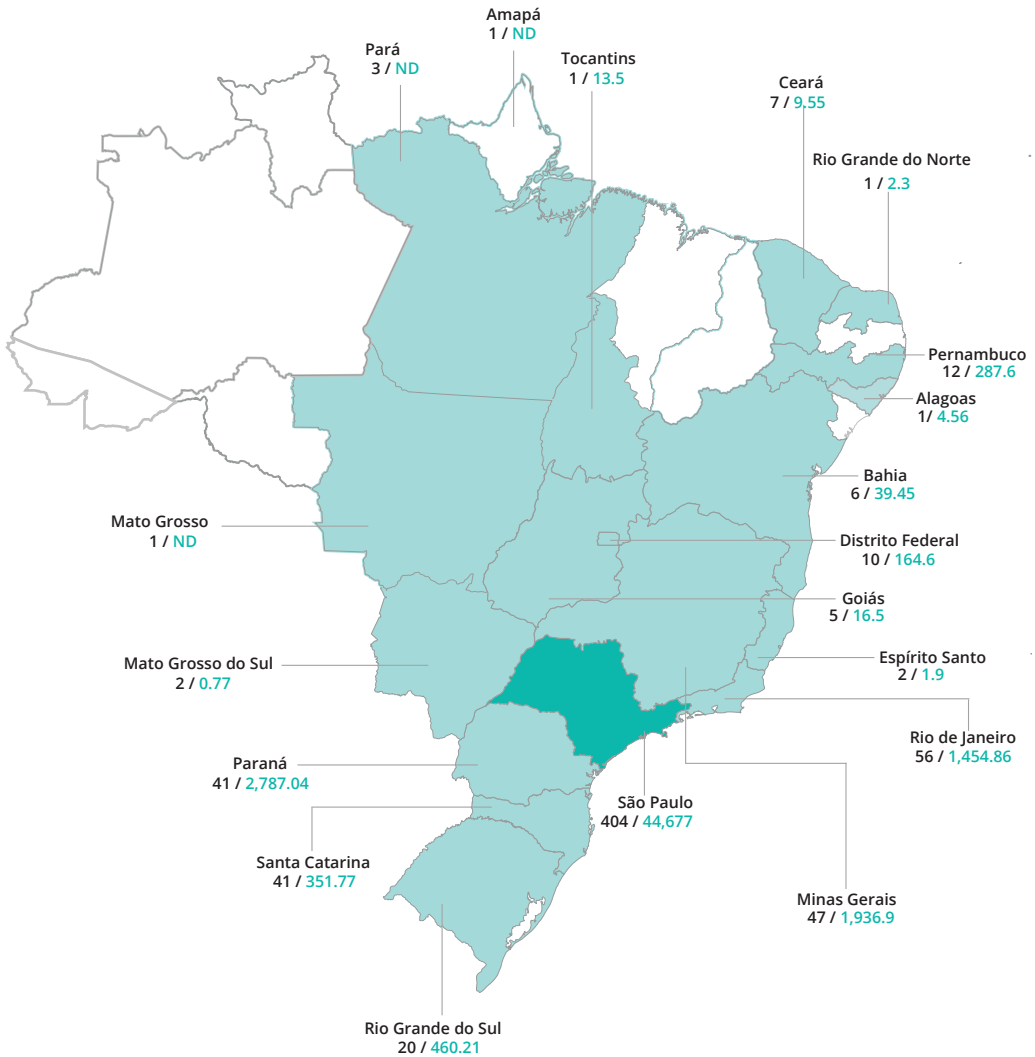 Amapá
1 / ND
Pará
3 / ND
Tocantins
1 / 13.5
Ceará
7 / 9.55
Rio Grande do Norte
1 / 2.3
Pernambuco
12 / 287.6
Alagoas
1/ 4.56
Bahia
6 / 39.45
Mato Grosso
1 / ND
Distrito Federal
10 / 164.6
Goiás
5 / 16.5
Mato Grosso do Sul
2 / 0.77
Espírito Santo
2 / 1.9
Rio de Janeiro
56 / 1,454.86
Paraná
41 / 2,787.04
São Paulo
404 / 44,677
Santa Catarina
41 / 351.77
Minas Gerais
47 / 1,936.9
Rio Grande do Sul
20 / 460.21